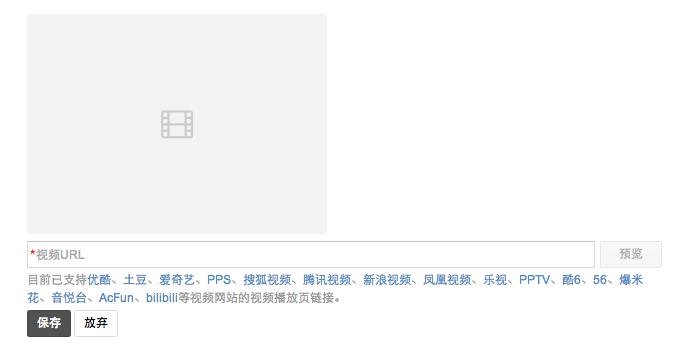 *视频URL
预览
目前已支持优酷、土豆、爱奇艺、PPS、搜狐视频、腾讯视频、新浪视频、凤凰视频、乐视、PPTV、酷6、56、爆米
花、音悦台、AcFun、bilibili等视频网站的视频播放页链接。
保存
放弃